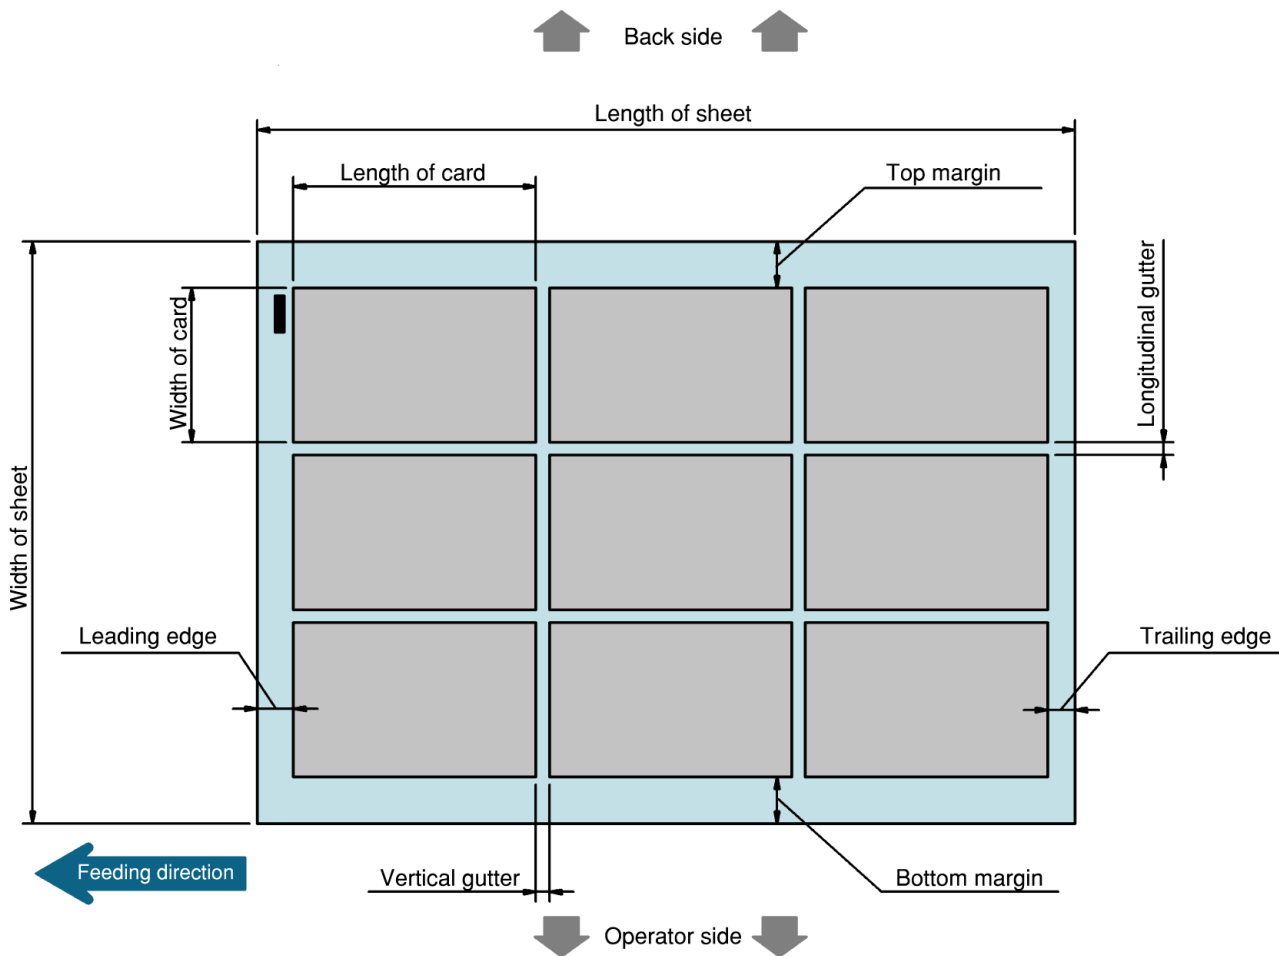 Back side
Length of sheet
Length of card
Top margin
Longitudinal gutter
Width of card
Width of sheet
Leading edge
Trailing edge
Feeding direction
Vertical gutter
Bottom margin
Operator side